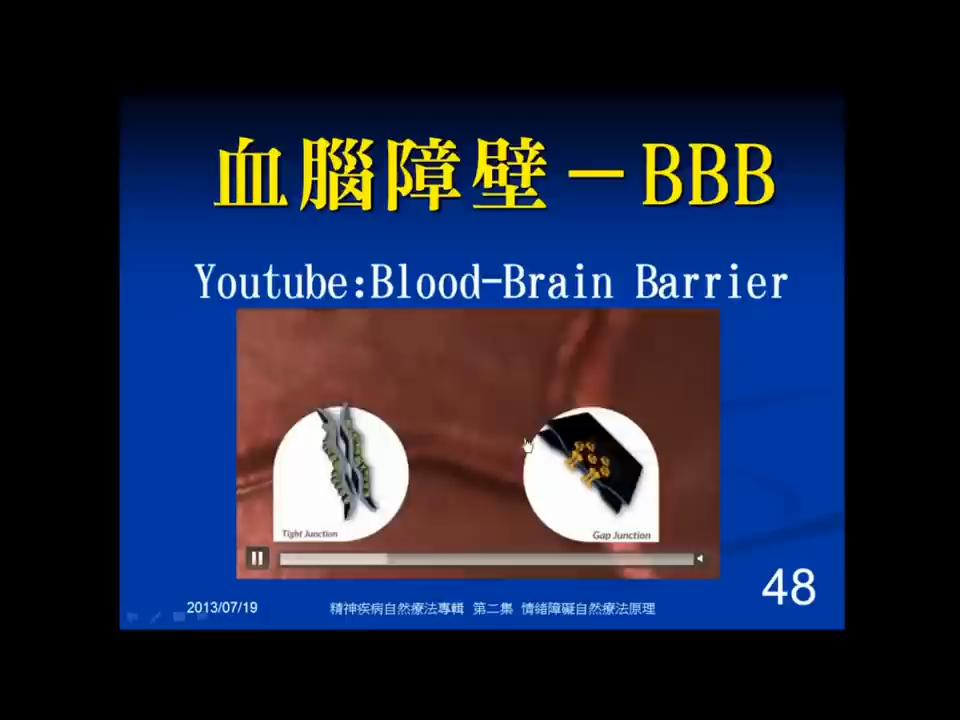 血腦障壁－BBB
Youtube:Blood-Brain Barrier
Tight Junction
Gap Junction
48
2013/07/19
精神疾病自然療法專輯 第二集 情緒障礙自然療法原理